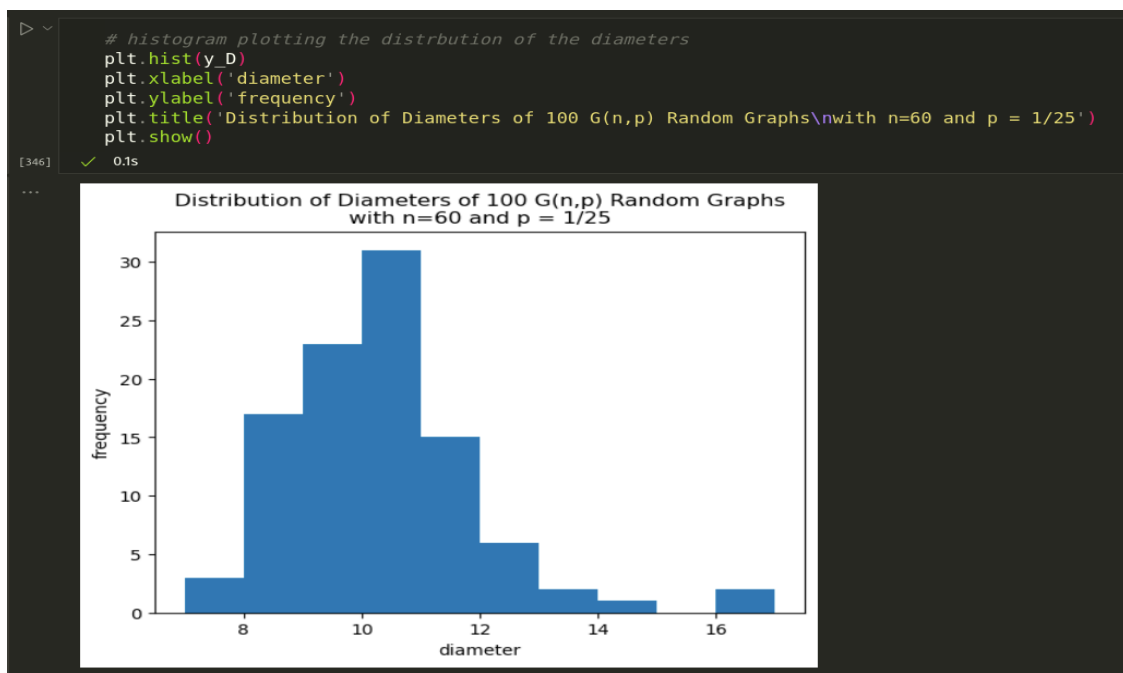 # histogram plotting the distrbution of the diameters
plt.hist(y_D)
plt.xlabel('diameter')
plt.ylabel('frequency')
plt.title('Distribution of Diameters of 100 G(n,p) Random Graphs\nwith n=60 and p = 1/25')
plt.show()
[346] ✓ 0.1s
...
Distribution of Diameters of 100 G(n,p) Random Graphs
with n=60 and p = 1/25
30
25
20
15
10
5
0
frequency
8 10 12 14 16
diameter